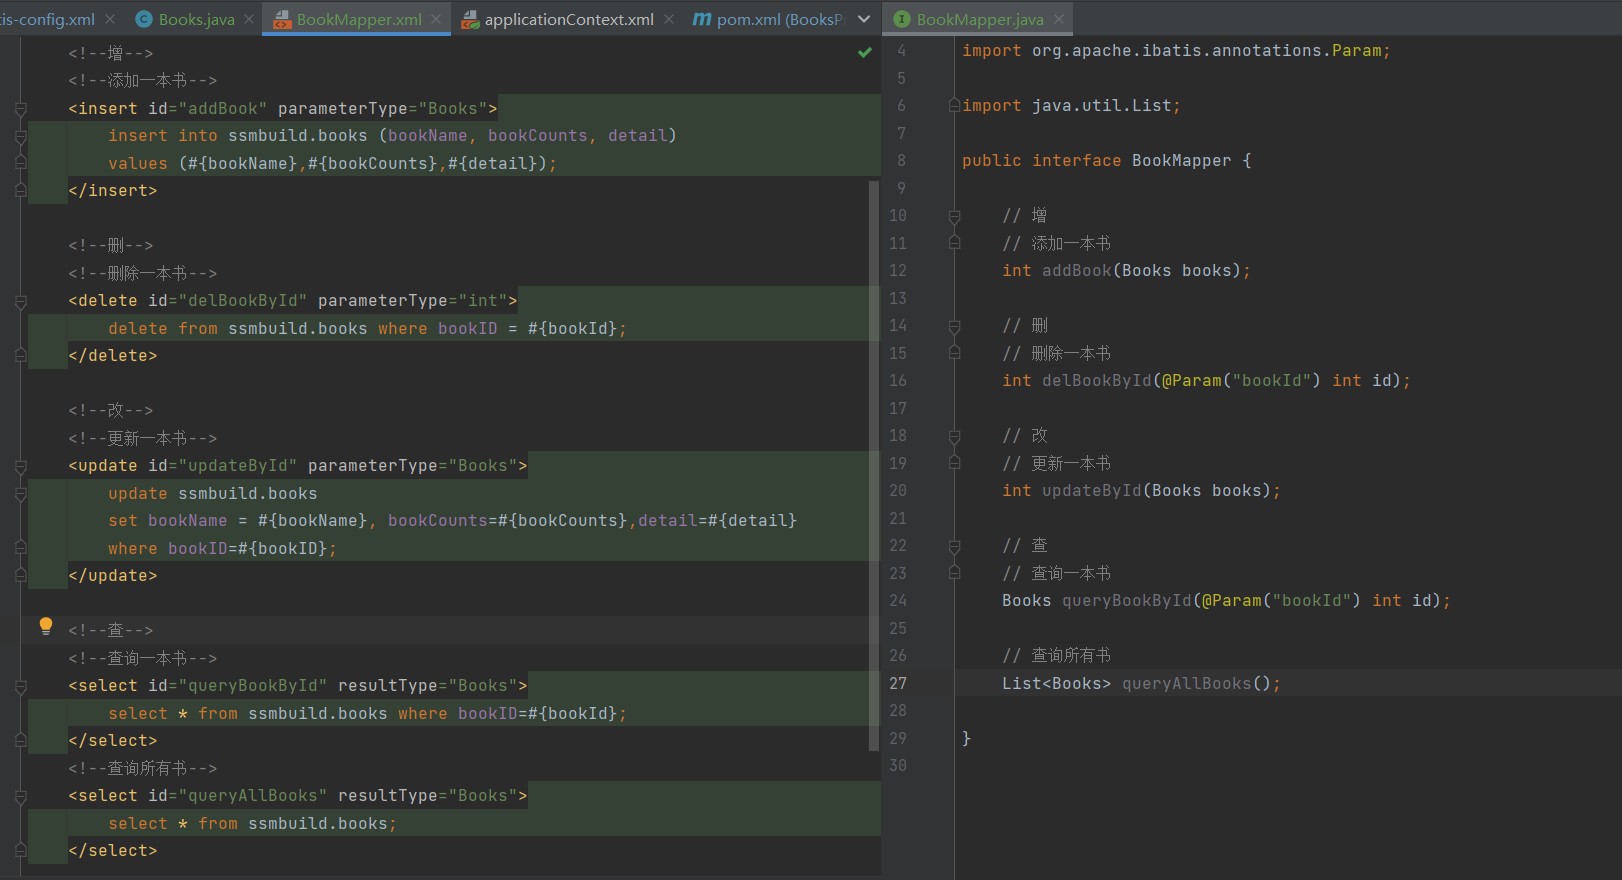 tis-config.xml
Books.java
BookMapper.xml
applicationContext.xml
pom.xml (BooksP
BookMapper.java
<!--增-->
<!--添加一本书-->
<insert id="addBook" parameterType="Books">
insert into ssmbuild.books (bookName, bookCounts, detail)
values (#{bookName},#{bookCounts},#{detail});
</insert>
<!--删-->
<!--删除一本书-->
<delete id="delBookById" parameterType="int">
delete from ssmbuild.books where bookID = #{bookId};
</delete>
<!--改-->
<!--更新一本书-->
<update id="updateById" parameterType="Books">
update ssmbuild.books
set bookName = #{bookName}, bookCounts=#{bookCounts},detail=#{detail}
where bookID=#{bookID};
</update>
<!--查-->
<!--查询一本书-->
<select id="queryBookById" resultType="Books">
select * from ssmbuild.books where bookID=#{bookId};
</select>
<!--查询所有书-->
<select id="queryAllBooks" resultType="Books">
select * from ssmbuild.books;
</select>
4 import org.apache.ibatis.annotations.Param;
5
6 import java.util.List;
7
8 public interface BookMapper {
9
10 // 增
11 // 添加一本书
12 int addBook(Books books);
13
14 // 删
15 // 删除一本书
16 int delBookById(@Param("bookId") int id);
17
18 // 改
19 // 更新一本书
20 int updateById(Books books);
21
22 // 查
23 // 查询一本书
24 Books queryBookById(@Param("bookId") int id);
25
26 // 查询所有书
27 List<Books> queryAllBooks();
28
29 }
30